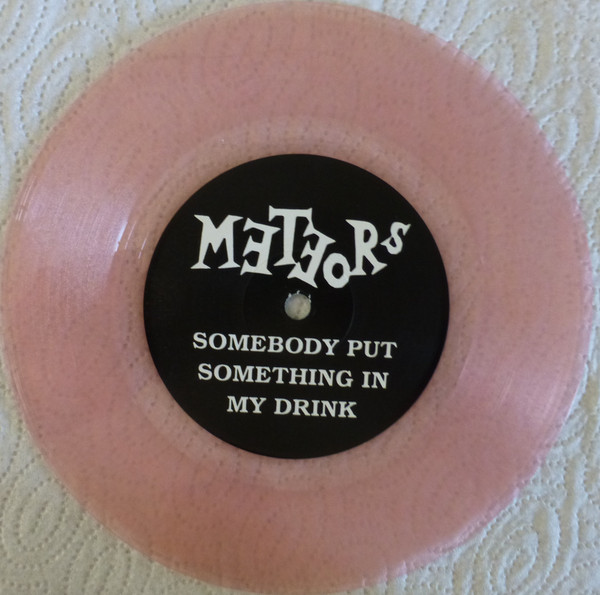 METEORS
SOMEBODY PUT
SOMETHING IN
MY DRINK